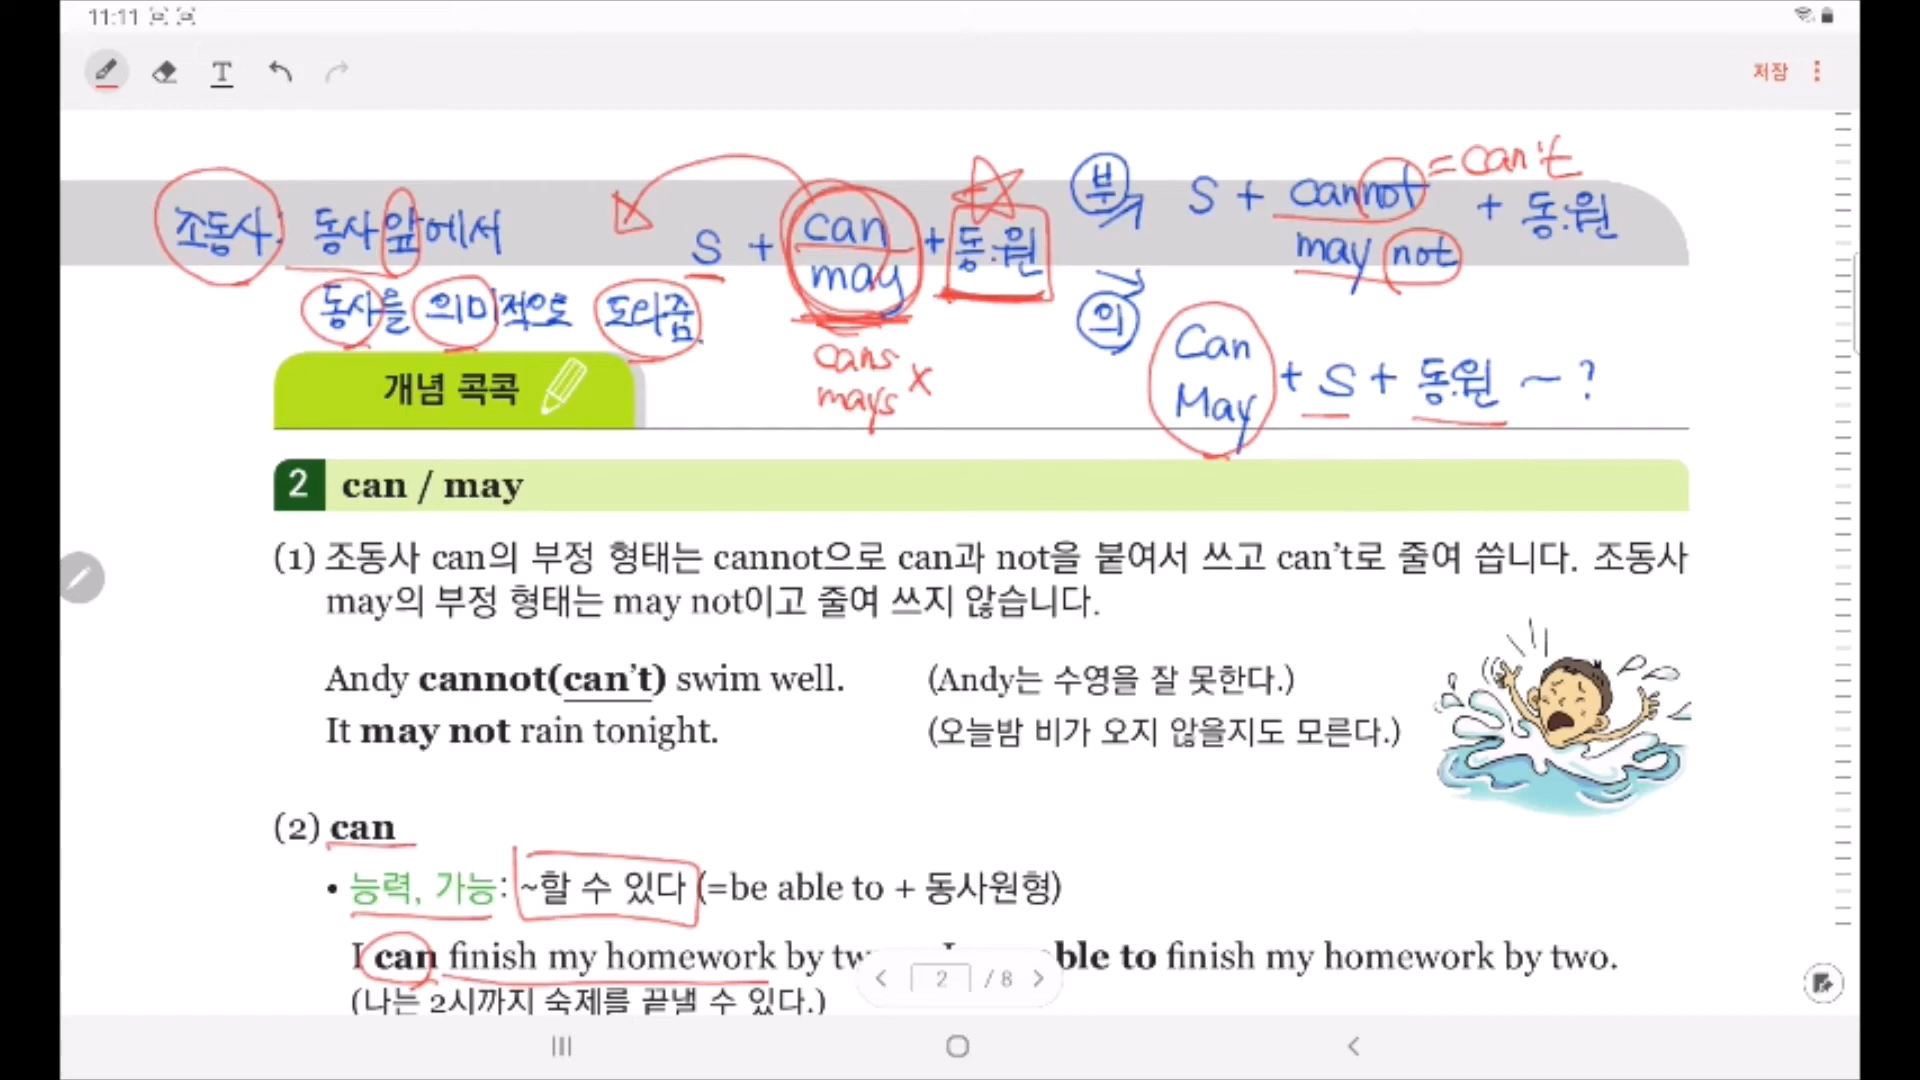 11:11
T
저장
조동사: 동사 앞에서
동사를 의미적으로 도와줌.
S + can + 동.원
may
cans
mays X
부 S + cannot = can't + 동.원
may not
의 Can + S + 동.원 ~ ?
May
개념 콕콕
2 can / may
(1) 조동사 can의 부정 형태는 cannot으로 can과 not을 붙여서 쓰고 can't로 줄여 씁니다. 조동사
may의 부정 형태는 may not이고 줄여 쓰지 않습니다.
Andy cannot(can't) swim well. (Andy는 수영을 잘 못한다.)
It may not rain tonight. (오늘밤 비가 오지 않을지도 모른다.)
(2) can
• 능력, 가능: ~할 수 있다 (=be able to + 동사원형)
I can finish my homework by tw ble to finish my homework by two.
(나는 2시까지 숙제를 끝낼 수 있다.)
2 / 8